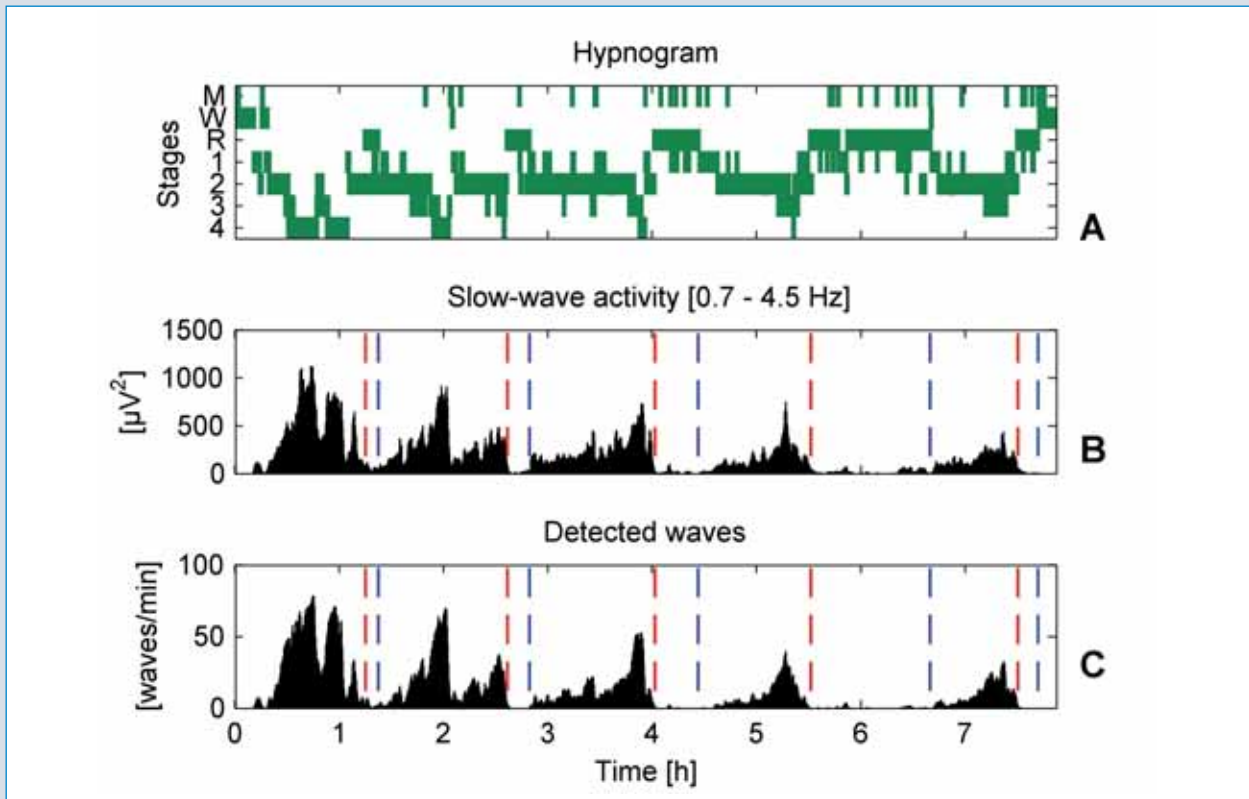 Hypnogram
M
W
R
1
2
3
4
Stages
A
Slow-wave activity [0.7 - 4.5 Hz]
1500
1000
500
0
[µV²]
B
Detected waves
100
50
0
[waves/min]
C
0 1 2 3 4 5 6 7
Time [h]